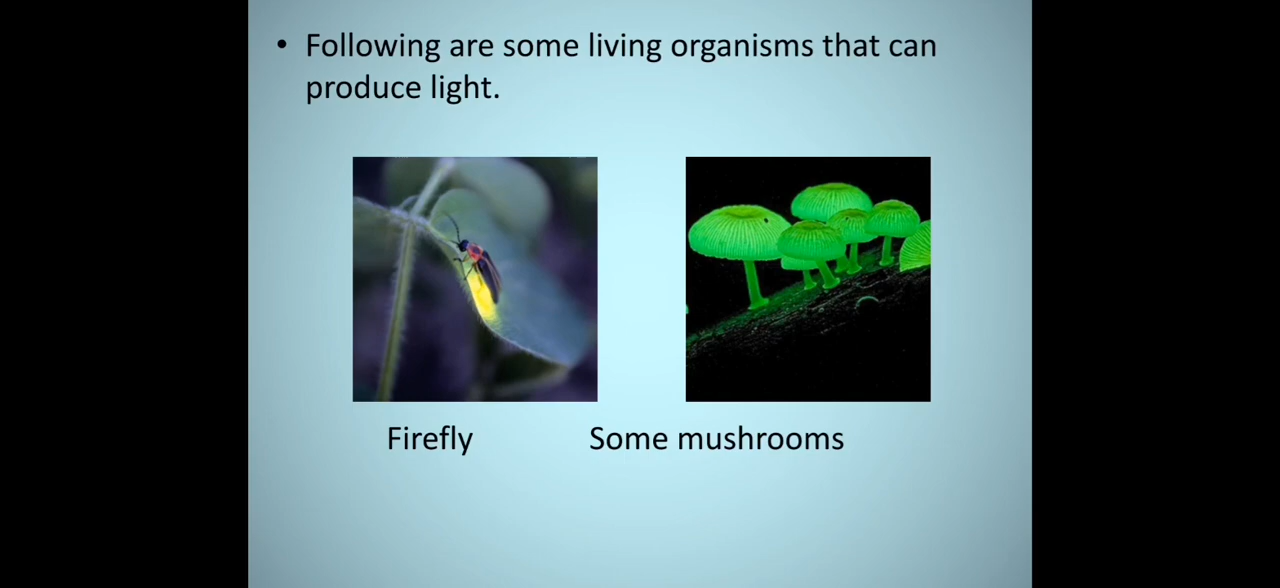 • Following are some living organisms that can
produce light.
Firefly Some mushrooms